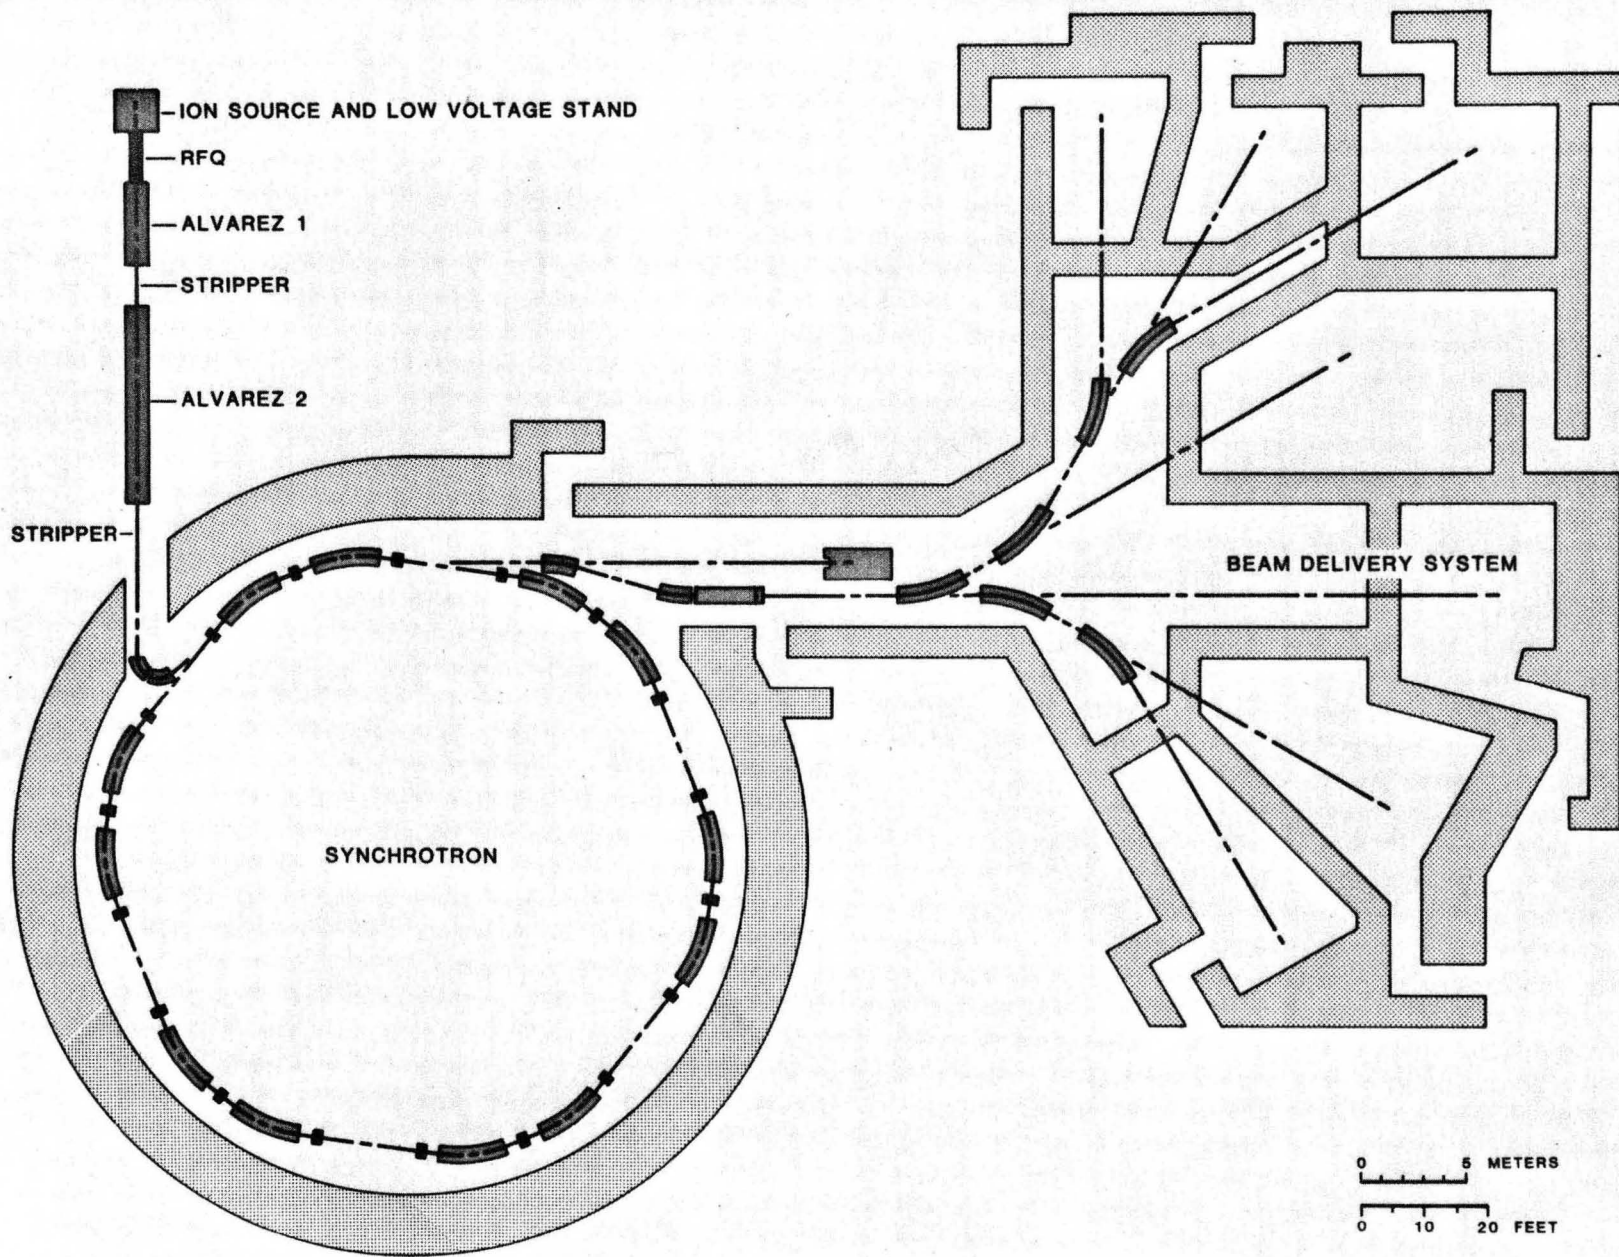 ION SOURCE AND LOW VOLTAGE STAND
RFQ
ALVAREZ 1
STRIPPER
ALVAREZ 2
STRIPPER
BEAM DELIVERY SYSTEM
SYNCHROTRON
0 5 METERS
0 10 20 FEET